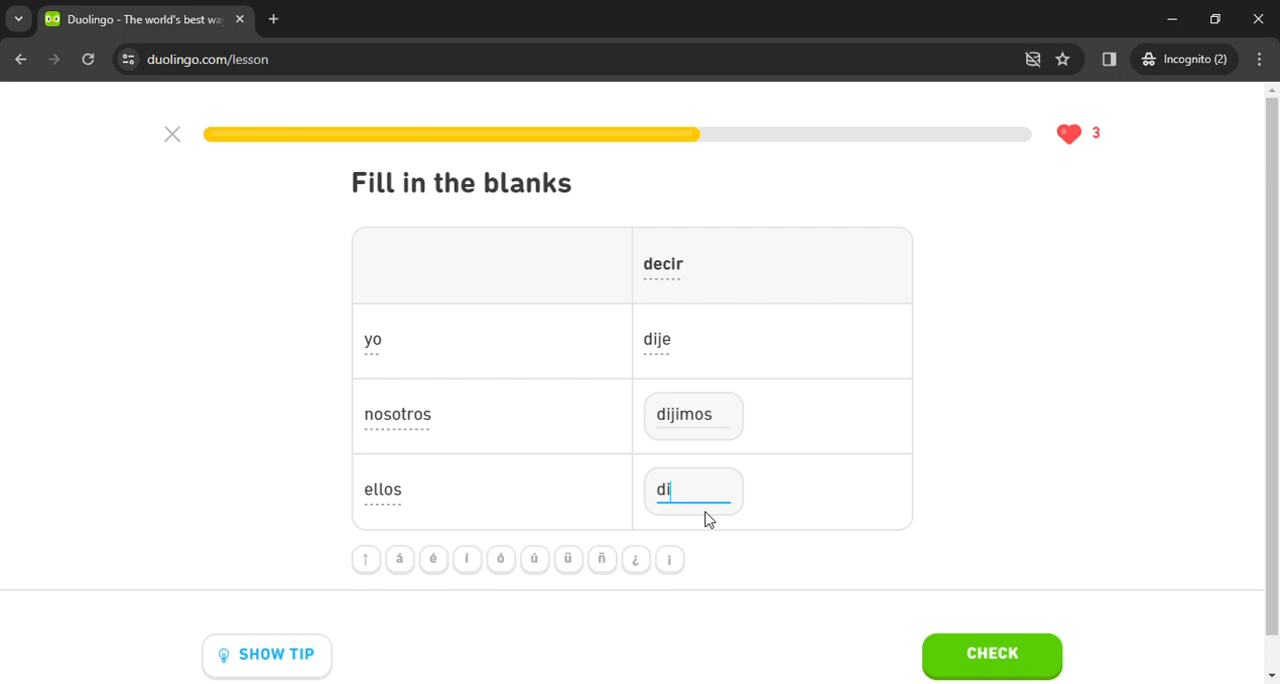 Duolingo - The world's best wa
duolingo.com/lesson
Incognito (2)
3
Fill in the blanks
decir
yo dije
nosotros dijimos
ellos di
↑ á é í ó ú ü ñ ¿ ¡
SHOW TIP
CHECK